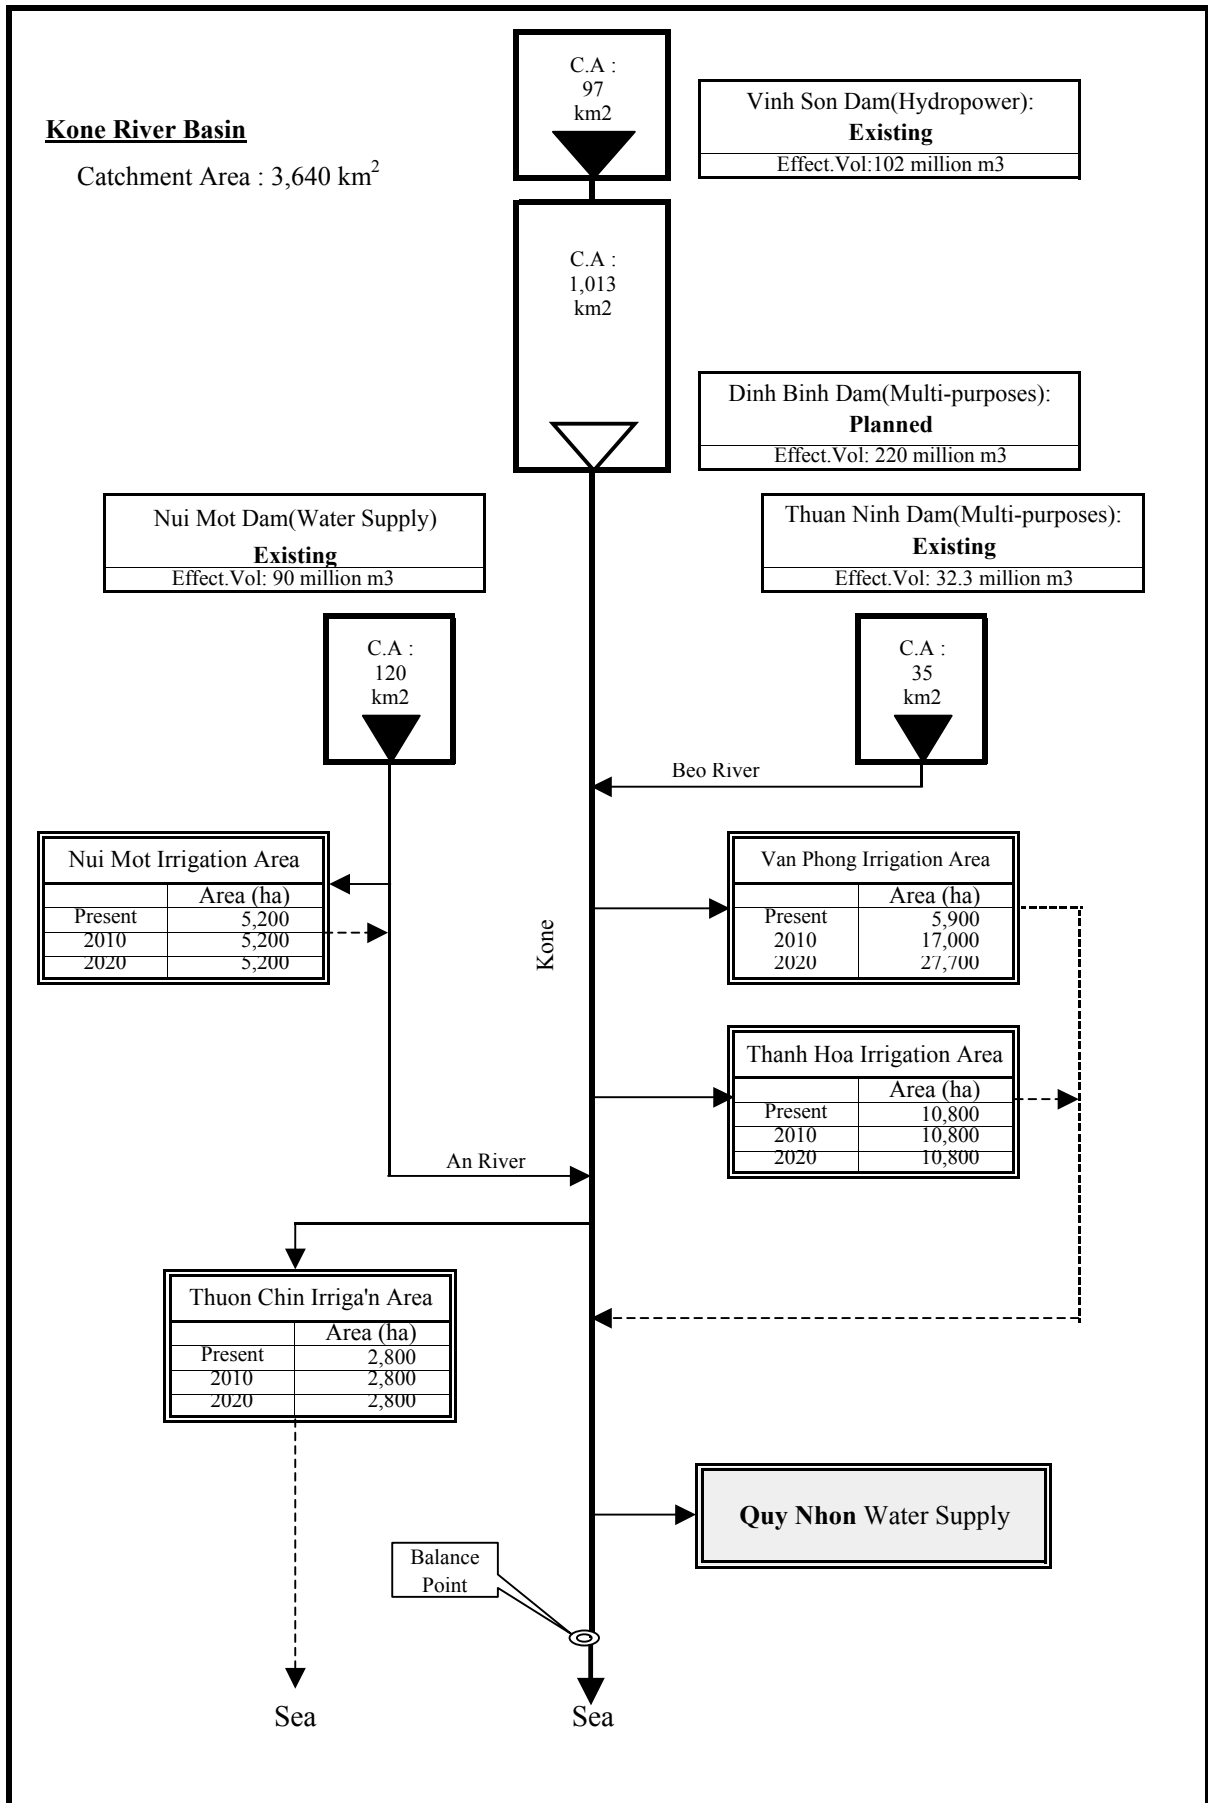 C.A :
97
km2
Vinh Son Dam(Hydropower):
Existing
Effect.Vol:102 million m3
Kone River Basin
Catchment Area : 3,640 km2
C.A :
1,013
km2
Dinh Binh Dam(Multi-purposes):
Planned
Effect.Vol: 220 million m3
Nui Mot Dam(Water Supply)
Existing
Effect.Vol: 90 million m3
Thuan Ninh Dam(Multi-purposes):
Existing
Effect.Vol: 32.3 million m3
C.A :
120
km2
C.A :
35
km2
Beo River
Nui Mot Irrigation Area
Area (ha)
Present 5,200
2010 5,200
2020 5,200
Kone
Van Phong Irrigation Area
Area (ha)
Present 5,900
2010 17,000
2020 27,700
Thanh Hoa Irrigation Area
Area (ha)
Present 10,800
2010 10,800
2020 10,800
An River
Thuon Chin Irriga'n Area
Area (ha)
Present 2,800
2010 2,800
2020 2,800
Quy Nhon Water Supply
Balance
Point
Sea
Sea